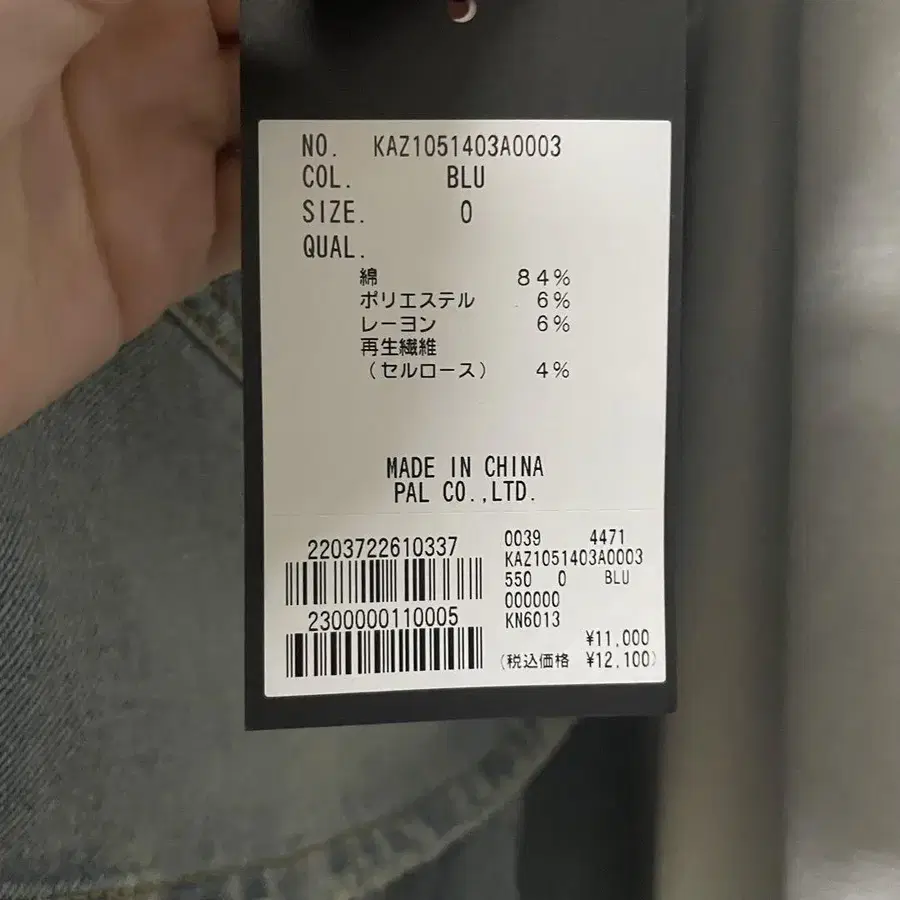 NO. KAZ1051403A0003
COL. BLU
SIZE. 0
QUAL.
綿 84%
ポリエステル 6%
レーヨン 6%
再生繊維
(セルロース) 4%
MADE IN CHINA
PAL CO.,LTD.
2203722610337
2300000110005
0039 4471
KAZ1051403A0003
550 0 BLU
000000
KN6013
¥11,000
(税込価格 ¥12,100)